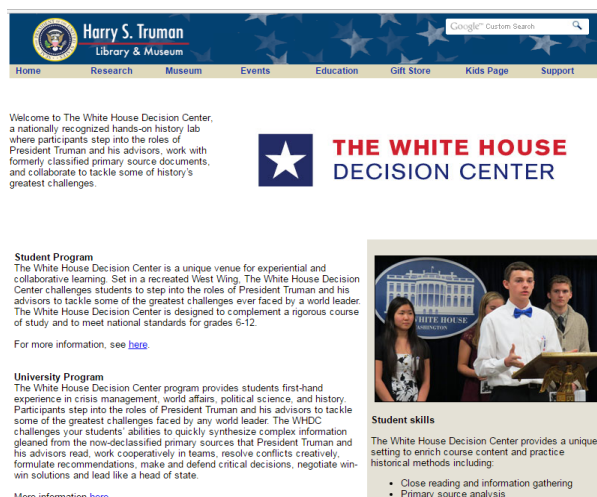 Harry S. Truman
Library & Museum
Google™ Custom Search
Home Research Museum Events Education Gift Store Kids Page Support
Welcome to The White House Decision Center,
a nationally recognized hands-on history lab
where participants step into the roles of
President Truman and his advisors, work with
formerly classified primary source documents,
and collaborate to tackle some of history's
greatest challenges.
THE WHITE HOUSE
DECISION CENTER
Student Program
The White House Decision Center is a unique venue for experiential and
collaborative learning. Set in a recreated West Wing, The White House Decision
Center challenges students to step into the roles of President Truman and his
advisors to tackle some of the greatest challenges ever faced by a world leader.
The White House Decision Center is designed to complement a rigorous course
of study and to meet national standards for grades 6-12.
For more information, see here.
University Program
The White House Decision Center program provides students first-hand
experience in crisis management, world affairs, political science, and history.
Participants step into the roles of President Truman and his advisors to tackle
some of the greatest challenges faced by any world leader. The WHDC
challenges your students' abilities to quickly synthesize complex information
gleaned from the now-declassified primary sources that President Truman and
his advisors read, work cooperatively in teams, resolve conflicts creatively,
formulate recommendations, make and defend critical decisions, negotiate win-
win solutions and lead like a head of state.
More information here
HITE HOUSE
WASHINGTON
Student skills
The White House Decision Center provides a unique
setting to enrich course content and practice
historical methods including:
• Close reading and information gathering
• Primary source analysis